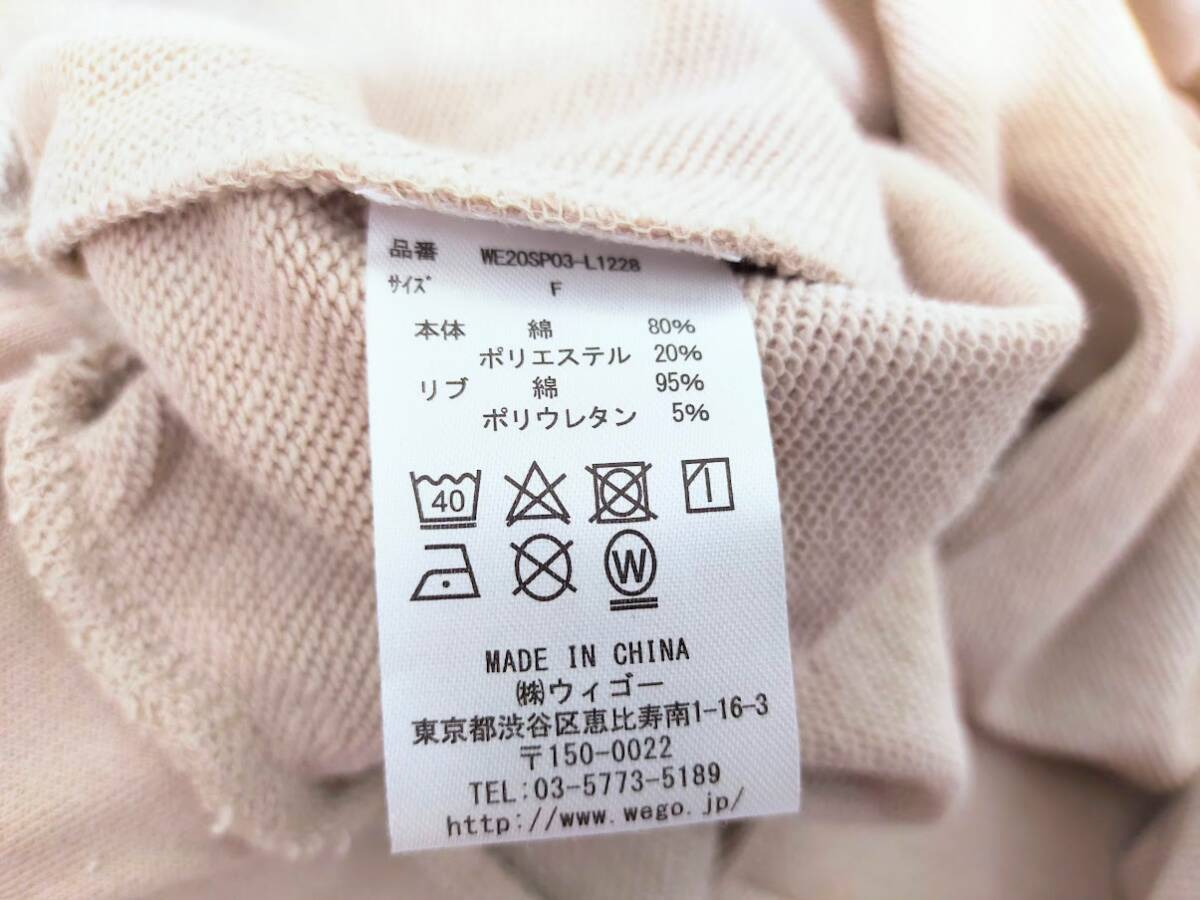 品番 WE20SP03-L1228
ｻｲｽﾞ F
本体 綿 80%
ポリエステル 20%
リブ 綿 95%
ポリウレタン 5%
40
W
MADE IN CHINA
㈱ウィゴー
東京都渋谷区恵比寿南1-16-3
〒150-0022
TEL:03-5773-5189
http://www.wego.jp/